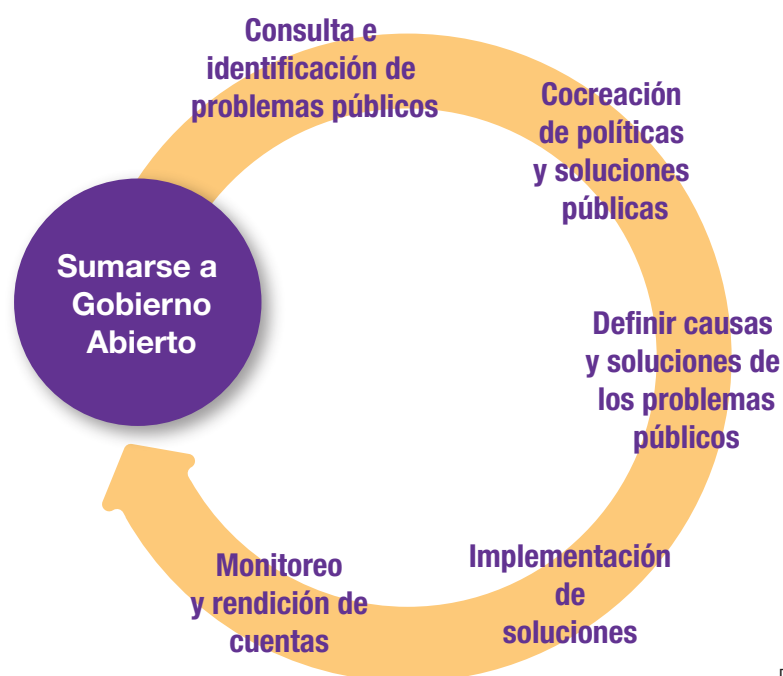 Consulta e
identificación de
problemas públicos
Cocreación
de políticas
y soluciones
públicas
Sumarse a
Gobierno
Abierto
Definir causas
y soluciones de
los problemas
públicos
Implementación
de
soluciones
Monitoreo
y rendición de
cuentas